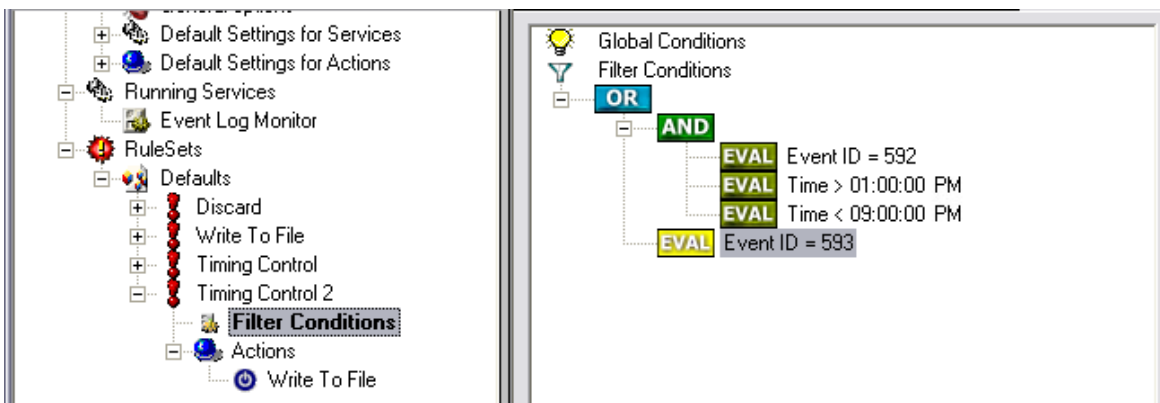 General Options
Default Settings for Services
Default Settings for Actions
Running Services
Event Log Monitor
RuleSets
Defaults
Discard
Write To File
Timing Control
Timing Control 2
Filter Conditions
Actions
Write To File
Global Conditions
Filter Conditions
OR
AND
EVAL Event ID = 592
EVAL Time > 01:00:00 PM
EVAL Time < 09:00:00 PM
EVAL Event ID = 593